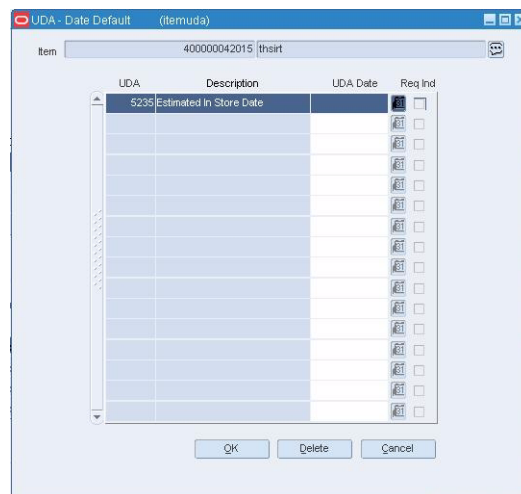 UDA - Date Default (itemuda)
Item 400000042015 thsirt
UDA Description UDA Date Req Ind
5235 Estimated In Store Date
OK Delete Cancel